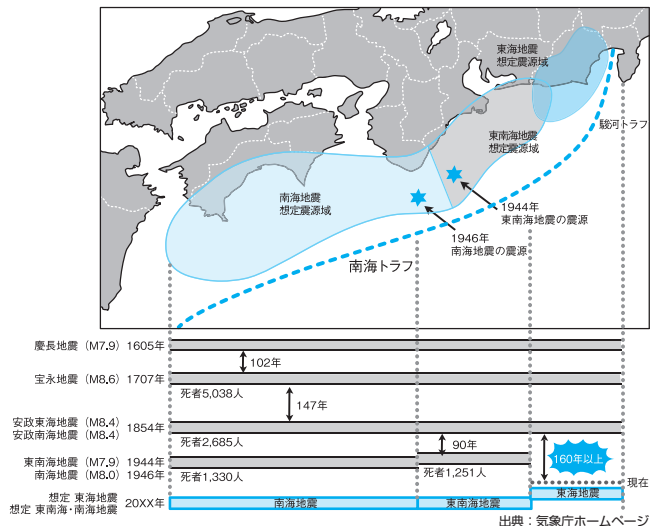 東海地震
想定震源域
東南海地震
想定震源域
駿河トラフ
南海地震
想定震源域
1944年
東南海地震の震源
1946年
南海地震の震源
南海トラフ
慶長地震（M7.9）1605年
102年
宝永地震（M8.6）1707年
死者5,038人
147年
安政東海地震（M8.4）
安政南海地震（M8.4）
1854年
死者2,685人
90年
160年以上
東南海地震（M7.9）1944年
南海地震（M8.0）1946年
死者1,330人
死者1,251人
現在
想定 東海地震
想定 東南海・南海地震
20XX年
南海地震
東南海地震
東海地震
出典：気象庁ホームページ